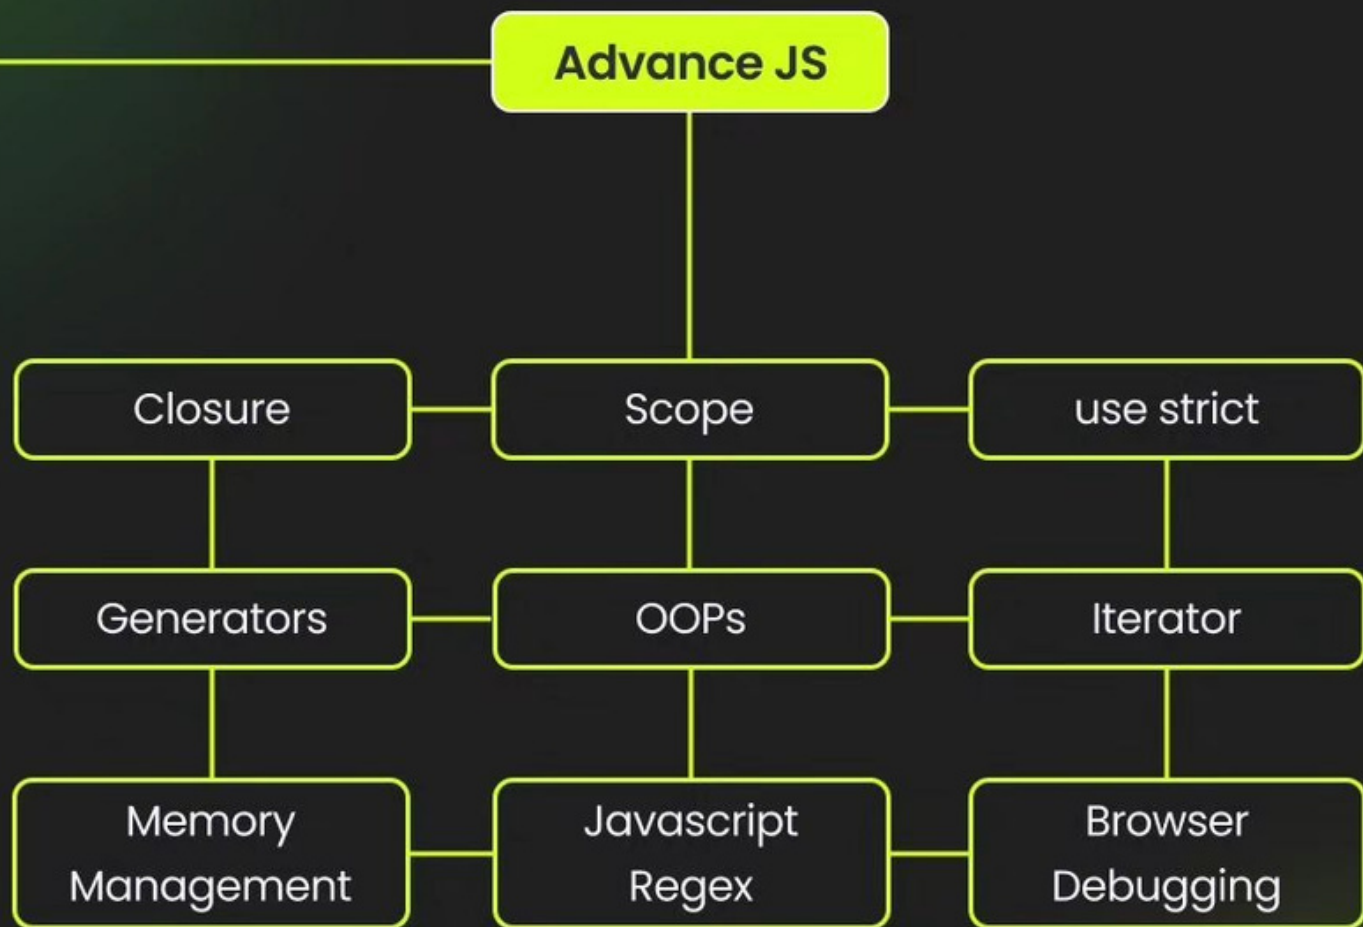 Advance JS
Closure
Scope
use strict
Generators
OOPs
Iterator
Memory
Management
Javascript
Regex
Browser
Debugging